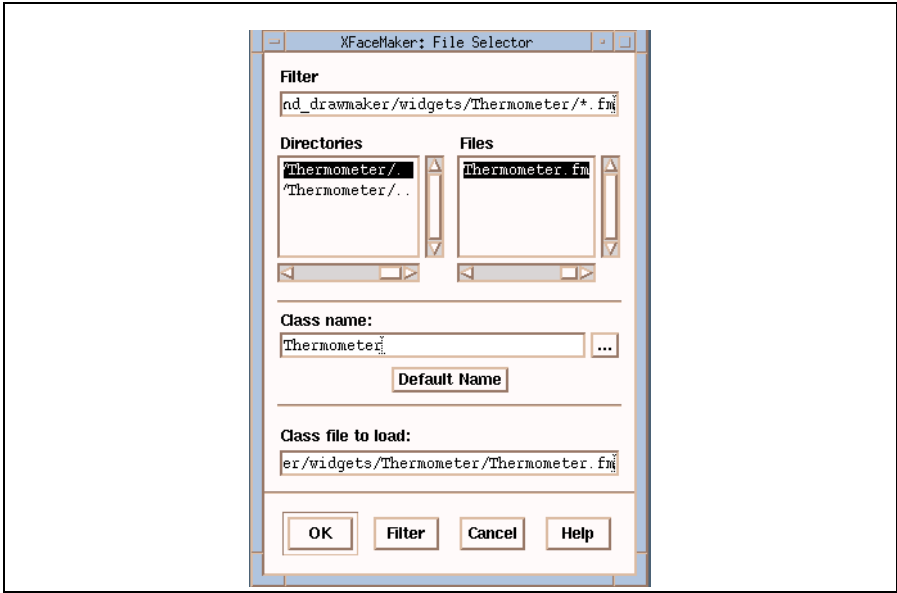 XFaceMaker: File Selector
Filter
nd_drawmaker/widgets/Thermometer/*.fm
Directories
Files
/Thermometer/.
Thermometer.fm
/Thermometer/..
Class name:
Thermometer
...
Default Name
Class file to load:
er/widgets/Thermometer/Thermometer.fm
OK
Filter
Cancel
Help